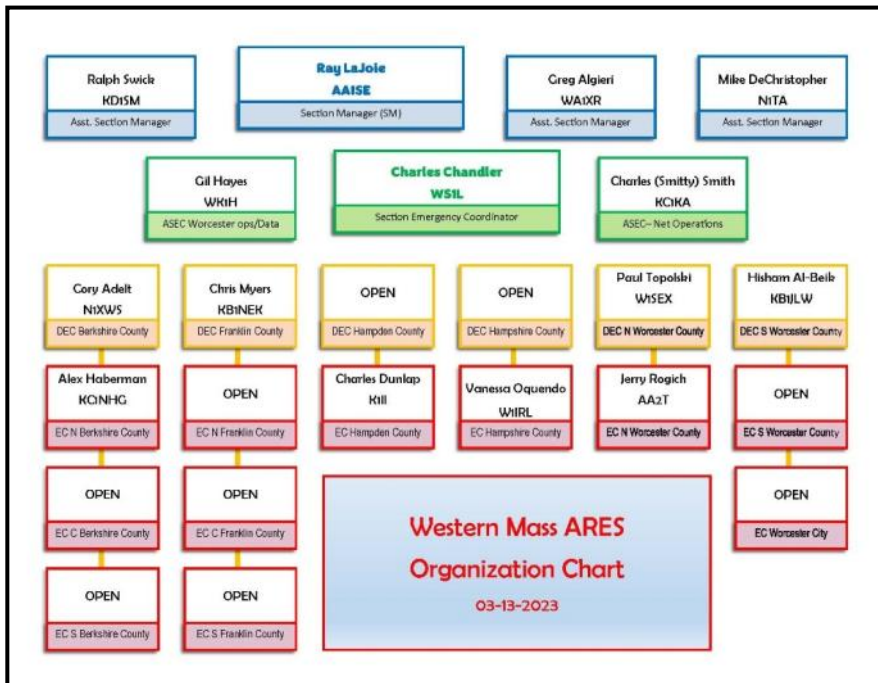 Ralph Swick
KD1SM
Asst. Section Manager
Ray LaJoie
AA1SE
Section Manager (SM)
Greg Algieri
WA1XR
Asst. Section Manager
Mike DeChristopher
N1TA
Asst. Section Manager
Gil Hayes
WK1H
ASEC Worcester ops/Data
Charles Chandler
WS1L
Section Emergency Coordinator
Charles (Smitty) Smith
KC1KA
ASEC– Net Operations
Cory Adelt
N1XWS
DEC Berkshire County
Chris Myers
KB1NEK
DEC Franklin County
OPEN
DEC Hampden County
OPEN
DEC Hampshire County
Paul Topolski
W1SEX
DEC N Worcester County
Hisham Al-Beik
KB1JLW
DEC S Worcester County
Alex Haberman
KC1NHG
EC N Berkshire County
OPEN
EC N Franklin County
Charles Dunlap
K1II
EC Hampden County
Vanessa Oquendo
W1IRL
EC Hampshire County
Jerry Rogich
AA2T
EC N Worcester County
OPEN
EC S Worcester County
OPEN
EC C Berkshire County
OPEN
EC C Franklin County
OPEN
EC Worcester City
OPEN
EC S Berkshire County
OPEN
EC S Franklin County
Western Mass ARES
Organization Chart
03-13-2023